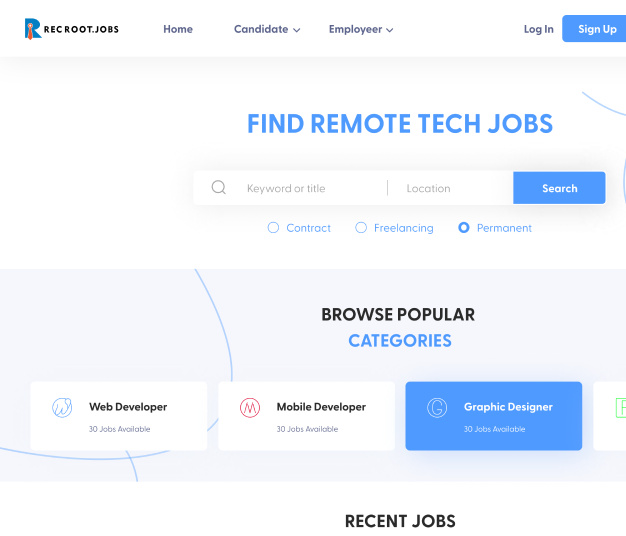 RECROOT.JOBS
Home
Candidate
Employeer
Log In
Sign Up
FIND REMOTE TECH JOBS
Keyword or title
Location
Search
Contract
Freelancing
Permanent
BROWSE POPULAR
CATEGORIES
W
Web Developer
30 Jobs Available
M
Mobile Developer
30 Jobs Available
G
Graphic Designer
30 Jobs Available
RECENT JOBS